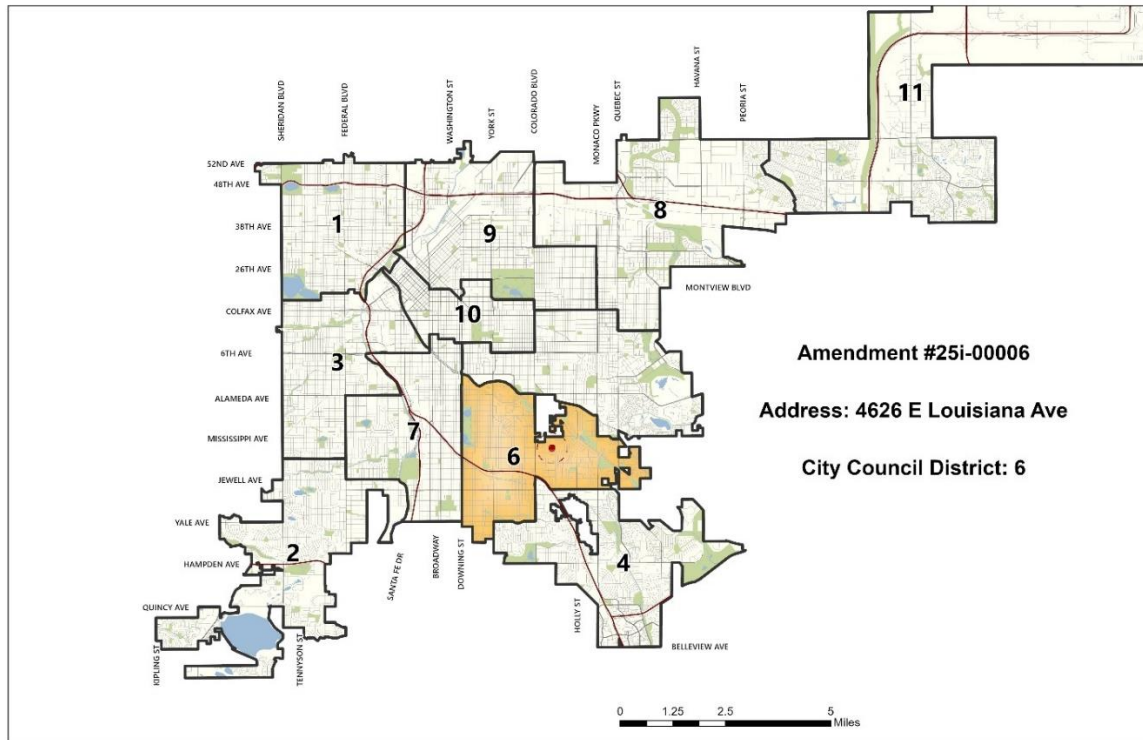 SHERIDAN BLVD
FEDERAL BLVD
WASHINGTON ST
YORK ST
COLORADO BLVD
MONACO PKWY
QUEBEC ST
HAVANA ST
PEORIA ST
11
52ND AVE
48TH AVE
1
8
38TH AVE
9
26TH AVE
MONTVIEW BLVD
COLFAX AVE
10
6TH AVE
3
Amendment #25i-00006
ALAMEDA AVE
Address: 4626 E Louisiana Ave
MISSISSIPPI AVE
7
6
City Council District: 6
JEWELL AVE
YALE AVE
2
HAMPDEN AVE
4
SANTA FE DR
BROADWAY
DOWNING ST
HOLLY ST
QUINCY AVE
BELLEVIEW AVE
KIPLING ST
TENNYSON ST
0 1.25 2.5 5
Miles